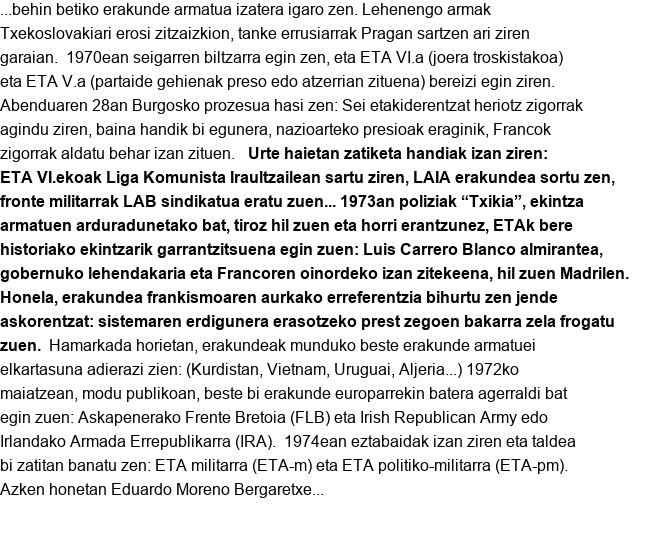 ...behin betiko erakunde armatua izatera igaro zen. Lehenengo armak
Txekoslovakiari erosi zitzaizkion, tanke errusiarrak Pragan sartzen ari ziren
garaian.  1970ean seigarren biltzarra egin zen, eta ETA VI.a (joera troskistakoa)
eta ETA V.a (partaide gehienak preso edo atzerrian zituena) bereizi egin ziren.
Abenduaren 28an Burgosko prozesua hasi zen: Sei etakiderentzat heriotz zigorrak
agindu ziren, baina handik bi egunera, nazioarteko presioak eraginik, Francok
zigorrak aldatu behar izan zituen.   Urte haietan zatiketa handiak izan ziren:
ETA VI.ekoak Liga Komunista Iraultzailean sartu ziren, LAIA erakundea sortu zen,
fronte militarrak LAB sindikatua eratu zuen... 1973an poliziak “Txikia”, ekintza
armatuen arduradunetako bat, tiroz hil zuen eta horri erantzunez, ETAk bere
historiako ekintzarik garrantzitsuena egin zuen: Luis Carrero Blanco almirantea,
gobernuko lehendakaria eta Francoren oinordeko izan zitekeena, hil zuen Madrilen.
Honela, erakundea frankismoaren aurkako erreferentzia bihurtu zen jende
askorentzat: sistemaren erdigunera erasotzeko prest zegoen bakarra zela frogatu
zuen.  Hamarkada horietan, erakundeak munduko beste erakunde armatuei
elkartasuna adierazi zien: (Kurdistan, Vietnam, Uruguai, Aljeria...) 1972ko
maiatzean, modu publikoan, beste bi erakunde europarrekin batera agerraldi bat
egin zuen: Askapenerako Frente Bretoia (FLB) eta Irish Republican Army edo
Irlandako Armada Errepublikarra (IRA).  1974ean eztabaidak izan ziren eta taldea
bi zatitan banatu zen: ETA militarra (ETA-m) eta ETA politiko-militarra (ETA-pm).
Azken honetan Eduardo Moreno Bergaretxe...